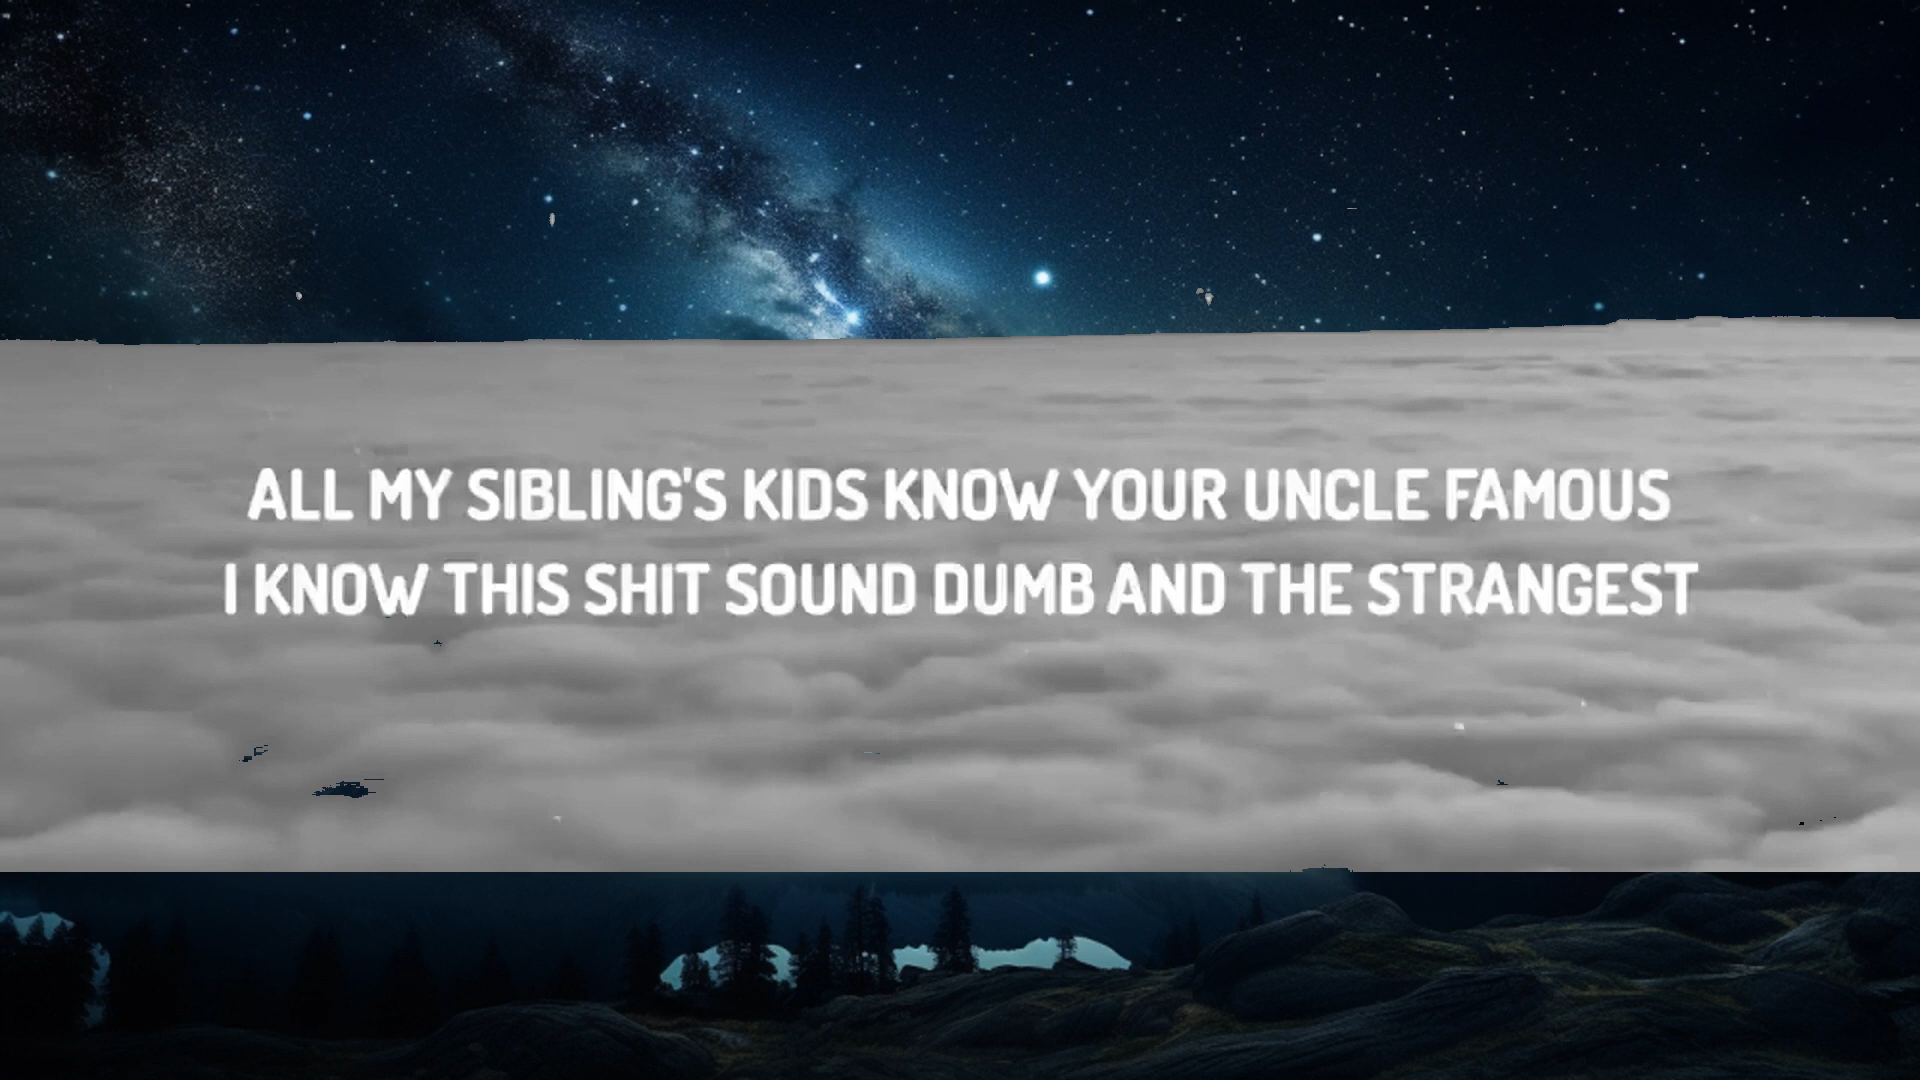 ALL MY SIBLING'S KIDS KNOW YOUR UNCLE FAMOUS
I KNOW THIS SHIT SOUND DUMB AND THE STRANGEST